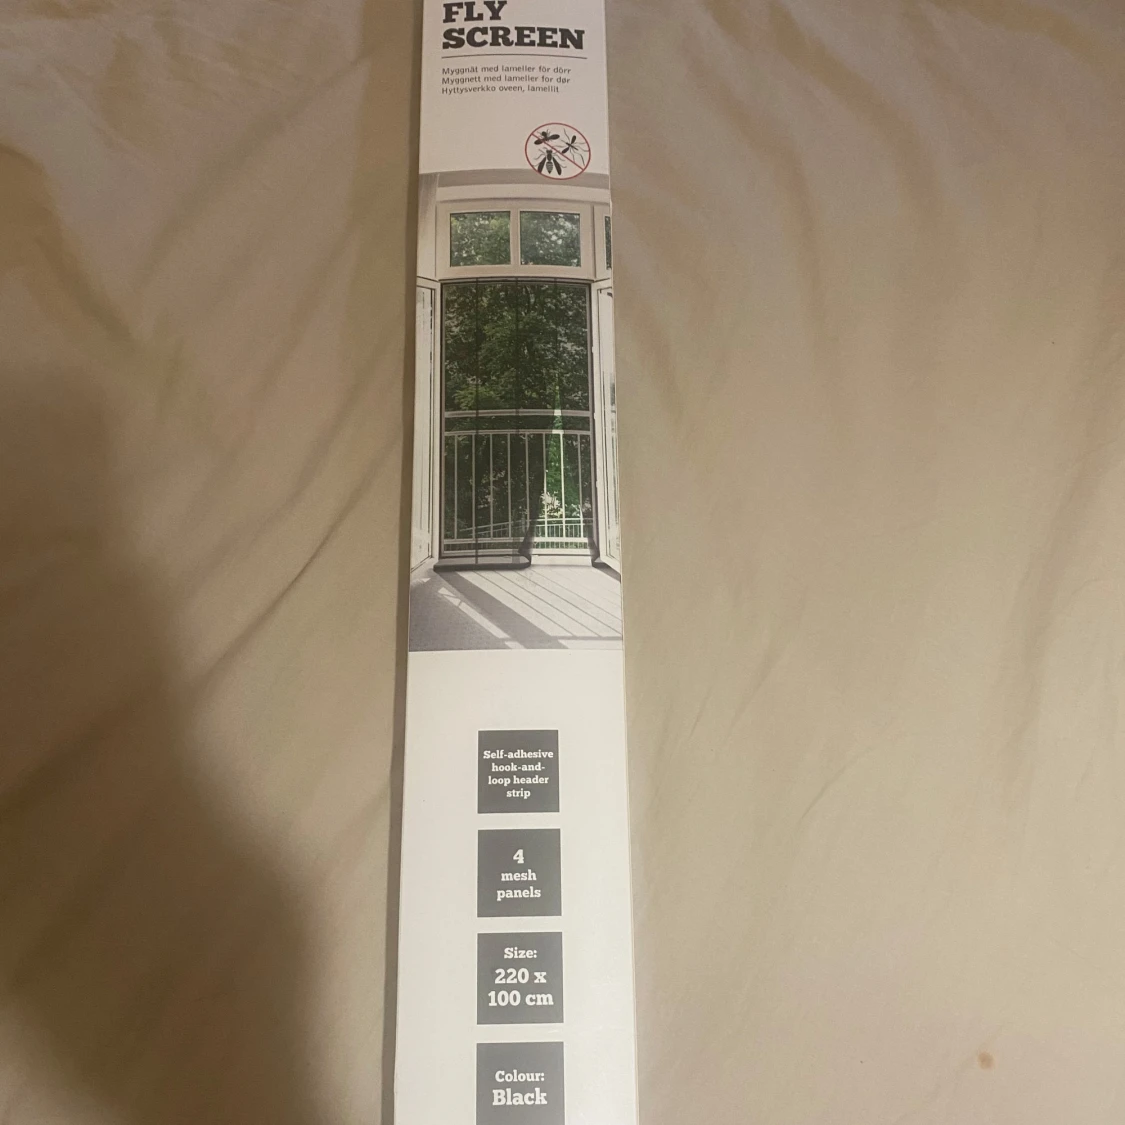 FLY
SCREEN
Myggnät med lameller för dörr
Myggnett med lameller for dør
Hyttysverkko oveen, lamellit
Self-adhesive
hook-and-
loop header
strip
4
mesh
panels
Size:
220 x
100 cm
Colour:
Black